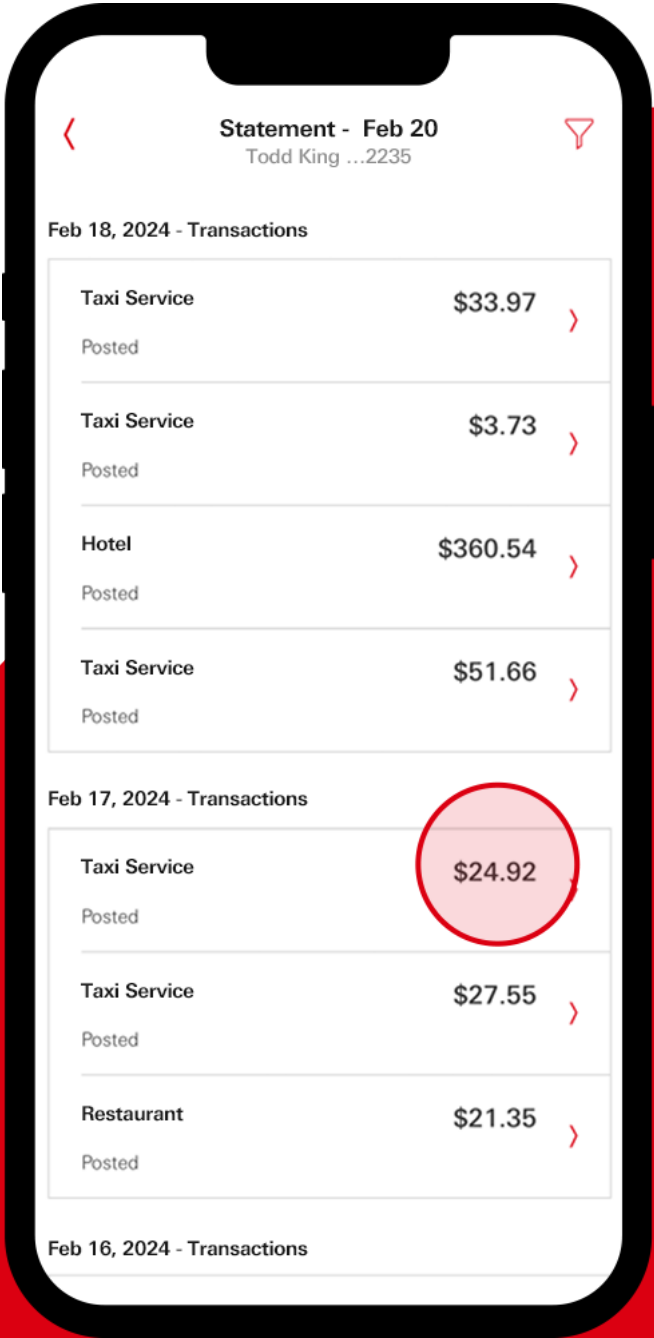 Statement - Feb 20
Todd King ...2235
Feb 18, 2024 - Transactions
Taxi Service $33.97
Posted
Taxi Service $3.73
Posted
Hotel $360.54
Posted
Taxi Service $51.66
Posted
Feb 17, 2024 - Transactions
Taxi Service $24.92
Posted
Taxi Service $27.55
Posted
Restaurant $21.35
Posted
Feb 16, 2024 - Transactions